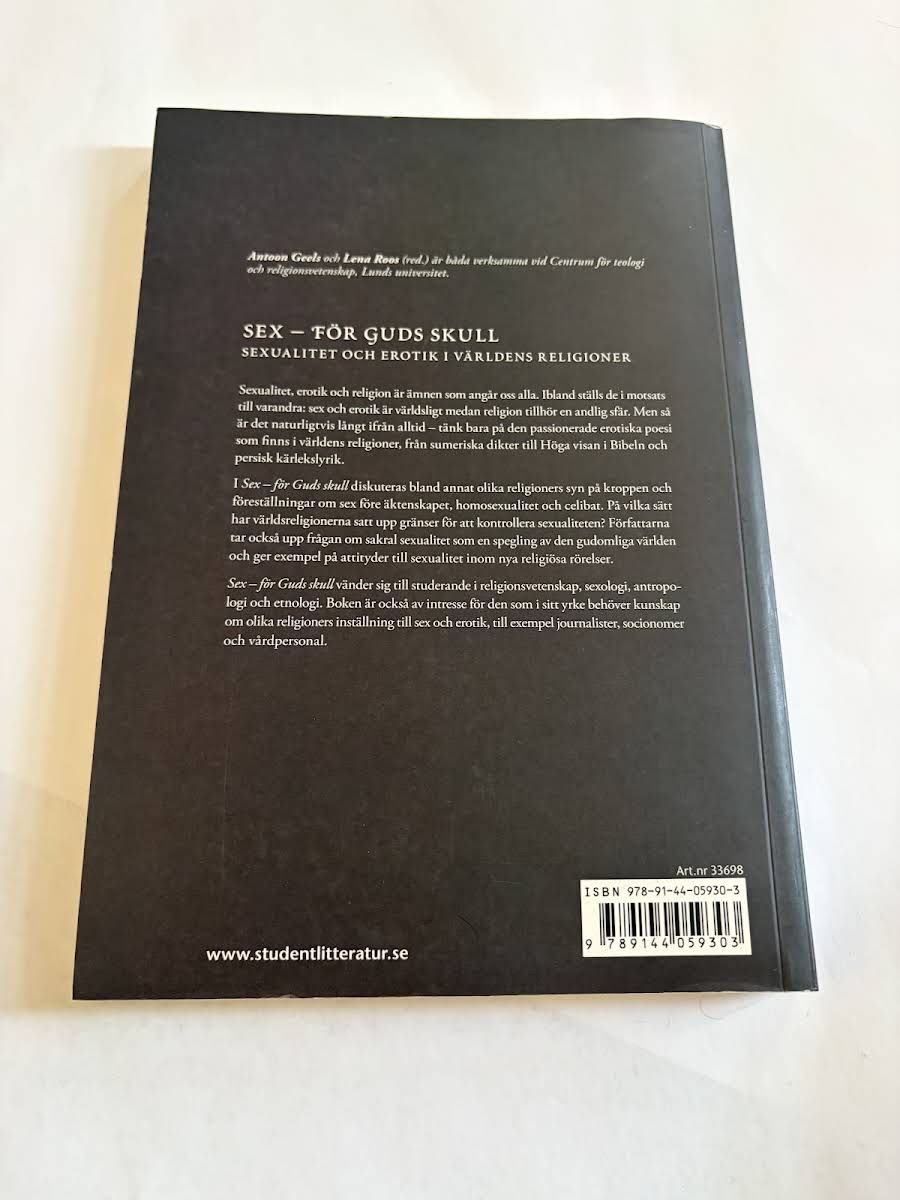 Antoon Geels och Lena Roos (red.) är båda verksamma vid Centrum för teologi
och religionsvetenskap, Lunds universitet.
SEX – FÖR GUDS SKULL
SEXUALITET OCH EROTIK I VÄRLDENS RELIGIONER
Sexualitet, erotik och religion är ämnen som angår oss alla. Ibland ställs de i motsats
till varandra: sex och erotik är världsligt medan religion tillhör en andlig sfär. Men så
är det naturligtvis långt ifrån alltid – tänk bara på den passionerade erotiska poesi
som finns i världens religioner, från sumeriska dikter till Höga visan i Bibeln och
persisk kärlekslyrik.
I Sex – för Guds skull diskuteras bland annat olika religioners syn på kroppen och
föreställningar om sex före äktenskapet, homosexualitet och celibat. På vilka sätt
har världsreligionerna satt upp gränser för att kontrollera sexualiteten? Författarna
tar också upp frågan om sakral sexualitet som en spegling av den gudomliga världen
och ger exempel på attityder till sexualitet inom nya religiösa rörelser.
Sex – för Guds skull vänder sig till studerande i religionsvetenskap, sexologi, antropo-
logi och etnologi. Boken är också av intresse för den som i sitt yrke behöver kunskap
om olika religioners inställning till sex och erotik, till exempel journalister, socionomer
och vårdpersonal.
Art.nr 33698
ISBN 978-91-44-05930-3
9 789144 059303
www.studentlitteratur.se